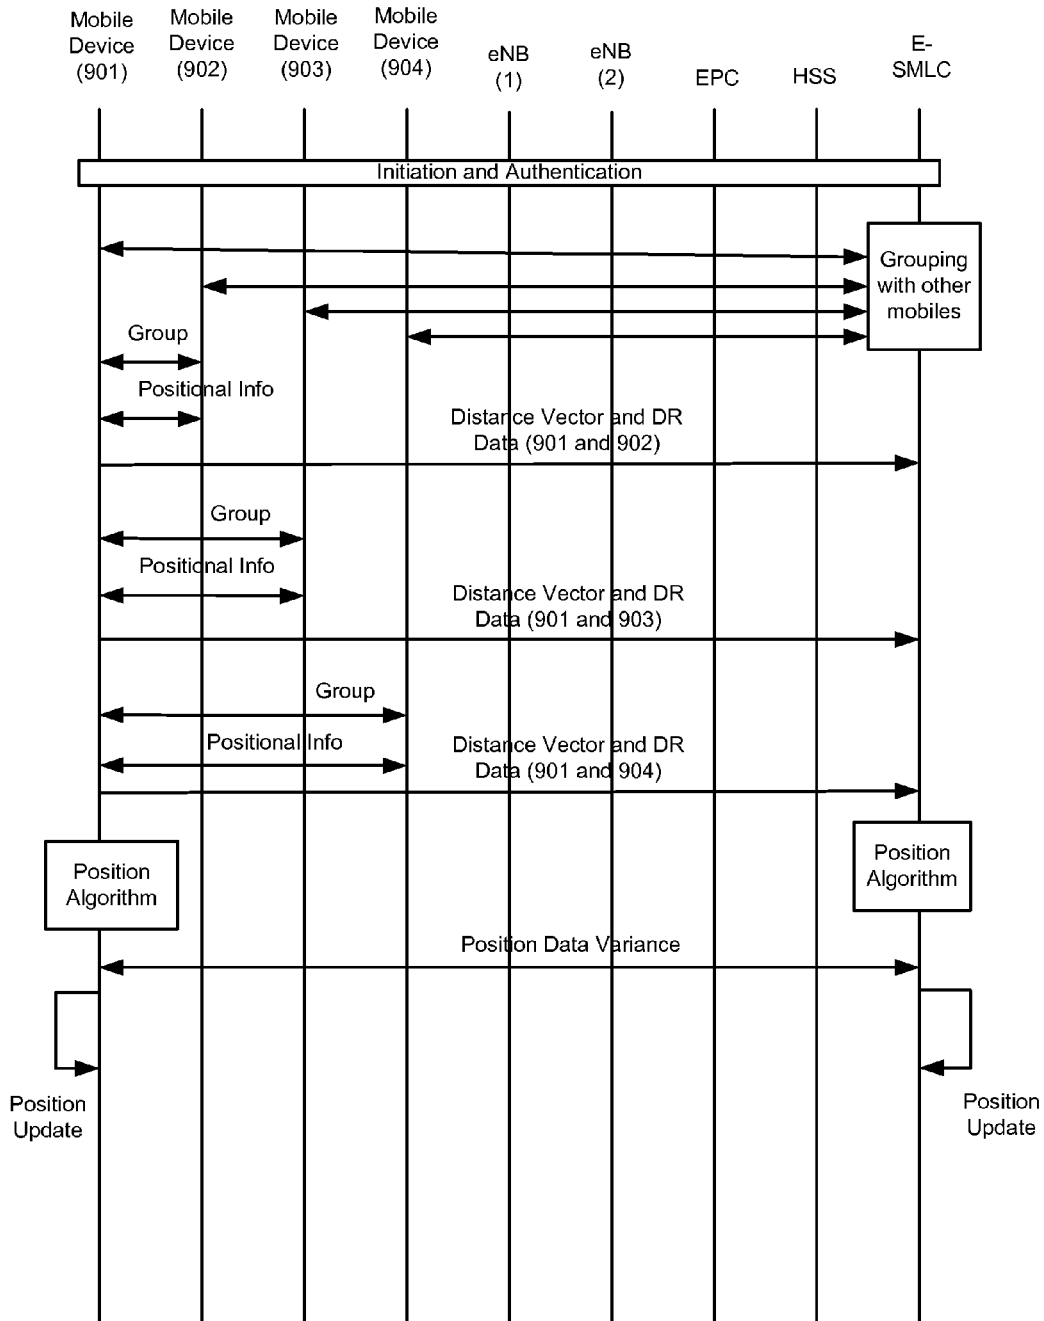 Mobile
Device
(901)
Mobile
Device
(902)
Mobile
Device
(903)
Mobile
Device
(904)
eNB
(1)
eNB
(2)
EPC
HSS
E-
SMLC
Initiation and Authentication
Grouping
with other
mobiles
Group
Positional Info
Distance Vector and DR
Data (901 and 902)
Group
Positional Info
Distance Vector and DR
Data (901 and 903)
Group
Positional Info
Distance Vector and DR
Data (901 and 904)
Position
Algorithm
Position
Algorithm
Position Data Variance
Position
Update
Position
Update